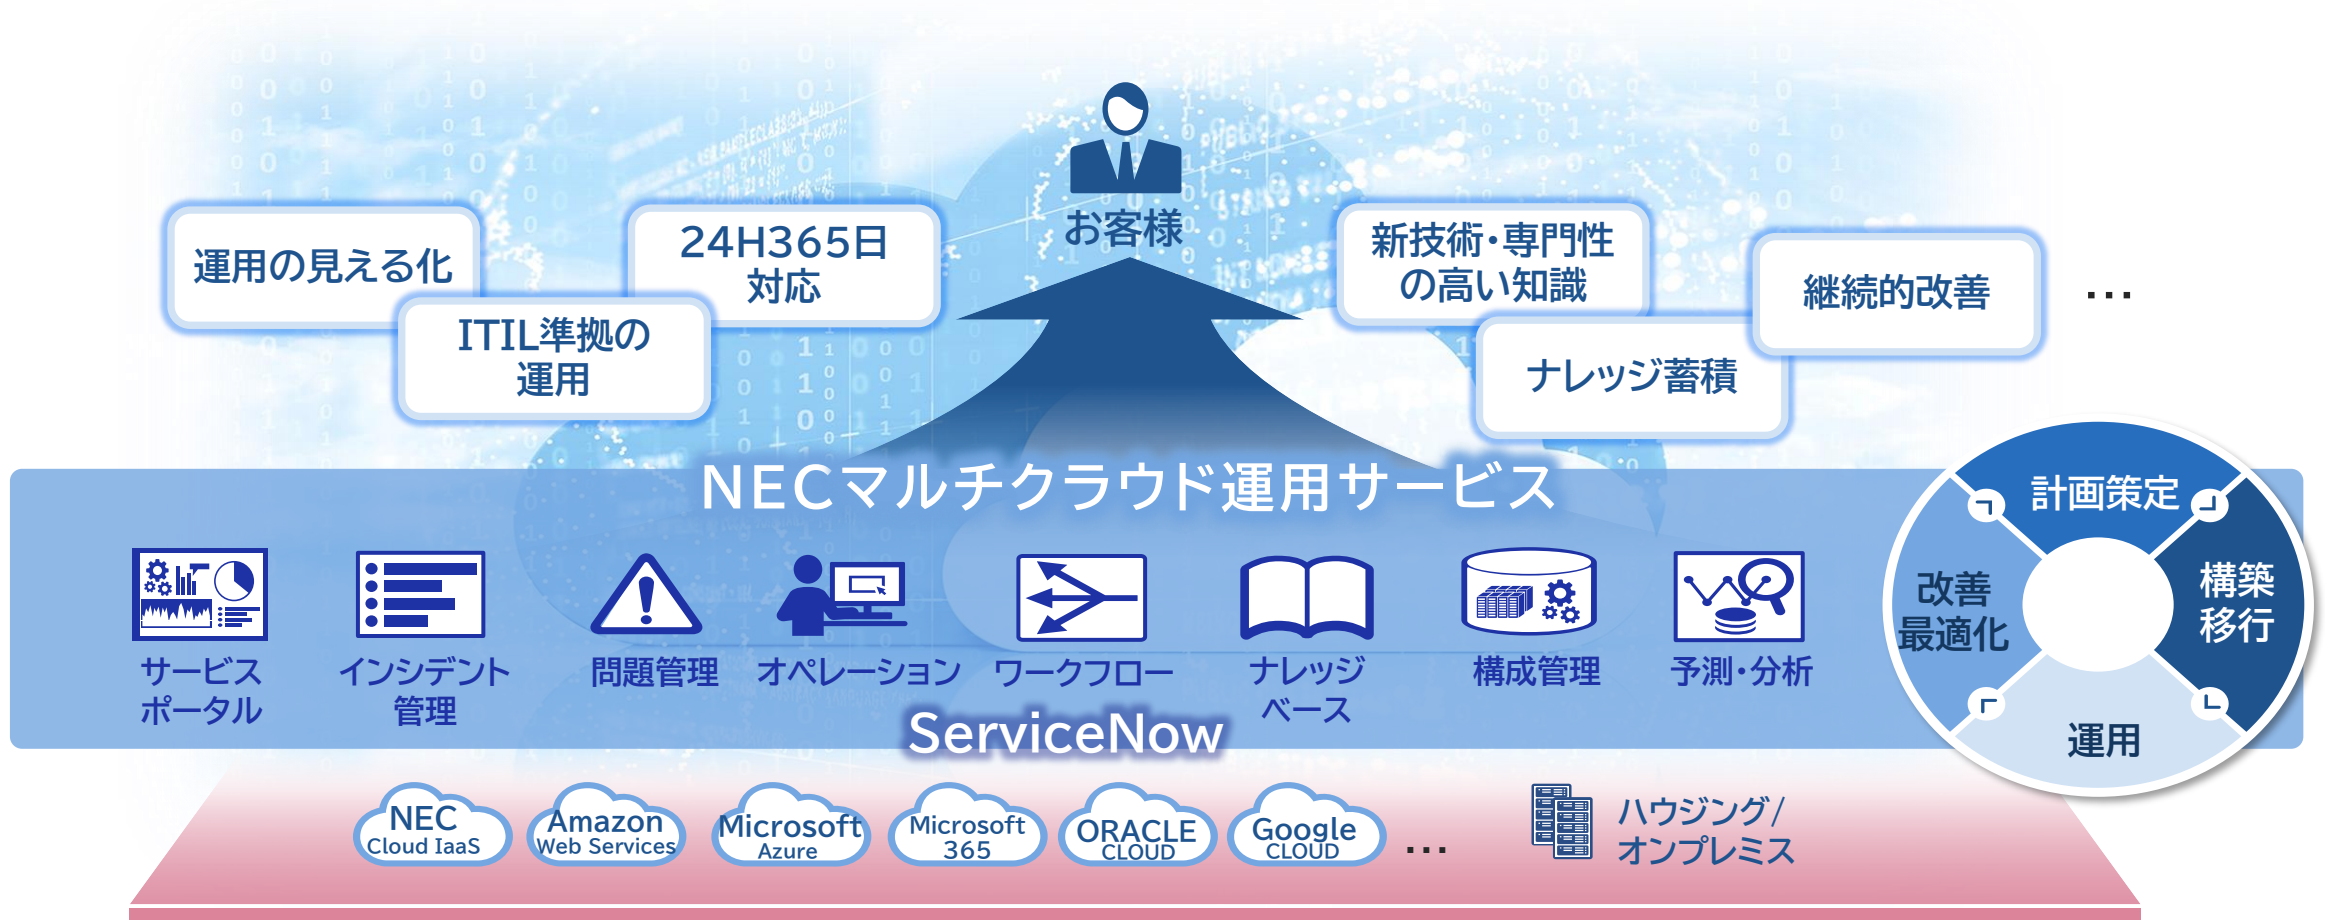 お客様
運用の見える化
24H365日
対応
ITIL準拠の
運用
新技術・専門性
の高い知識
継続的改善
…
ナレッジ蓄積
NECマルチクラウド運用サービス
サービス
ポータル
インシデント
管理
問題管理
オペレーション
ワークフロー
ナレッジ
ベース
構成管理
予測・分析
ServiceNow
計画策定
構築
移行
運用
改善
最適化
NEC
Cloud IaaS
Amazon
Web Services
Microsoft
Azure
Microsoft
365
ORACLE
CLOUD
Google
CLOUD
…
ハウジング/
オンプレミス